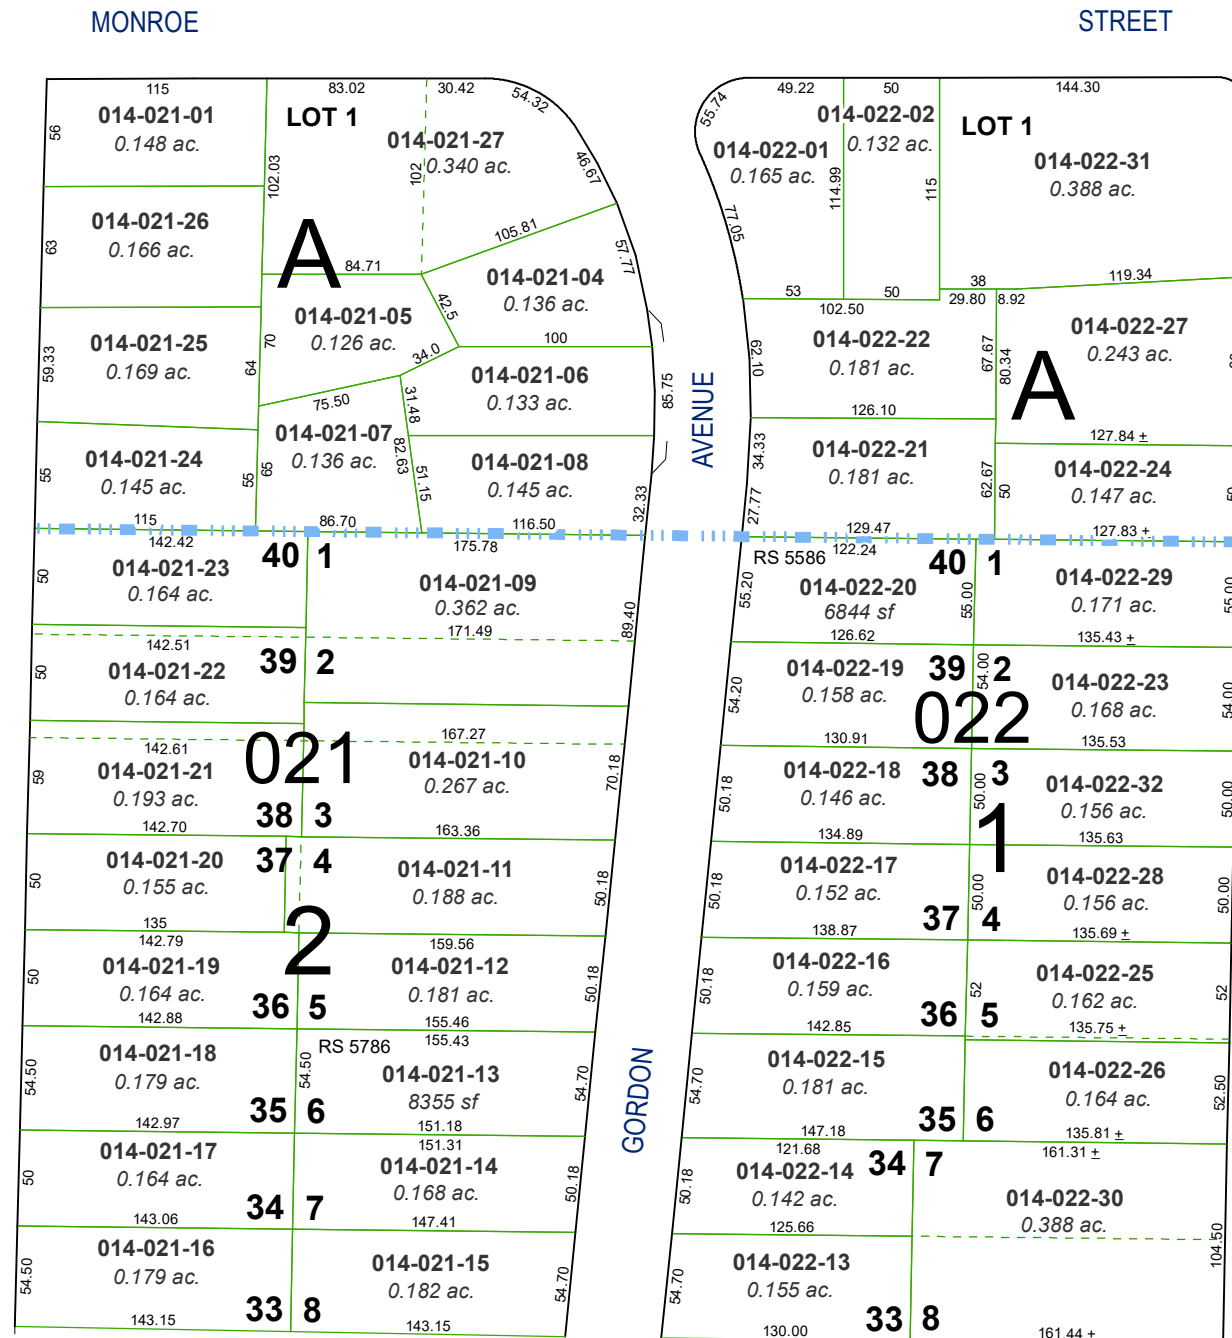 MONROE STREET
115 83.02 30.42 54.32 55.74 49.22 50 144.30
LOT 1
014-021-01
0.148 ac.
56
102.03
102
014-021-27
0.340 ac.
46.67
014-022-01
0.165 ac.
014-022-02
0.132 ac.
114.99
115
LOT 1
014-022-31
0.388 ac.
77.05
014-021-26
0.166 ac.
63
A
105.81
57.77
84.71
014-021-04
0.136 ac.
42.5
53 50 38 119.34
102.50 29.80 8.92
014-021-05
0.126 ac.
70
34.0
100
014-021-25
0.169 ac.
59.33
64
014-022-22
0.181 ac.
62.10
67.67
80.34
014-022-27
0.243 ac.
A
014-021-06
0.133 ac.
85.75
AVENUE
75.50
31.48
126.10
127.84 ±
014-021-07
0.136 ac.
82.63
51.15
65
55
014-021-24
0.145 ac.
55
014-021-08
0.145 ac.
32.33
34.33
27.77
014-022-21
0.181 ac.
62.67
50
014-022-24
0.147 ac.
115 86.70 116.50 129.47 127.83 +
142.42 175.78 122.24
40 1
RS 5586
40 1
014-021-23
0.164 ac.
50
014-021-09
0.362 ac.
89.40
171.49
55.20
014-022-20
6844 sf
126.62
55.00
014-022-29
0.171 ac.
55.00
135.43 ±
142.51
39 2
014-021-22
0.164 ac.
50
014-022-19
0.158 ac.
54.20
39 2
54.00
014-022-23
0.168 ac.
54.00
022
167.27
130.91 135.53
142.61
021
014-021-21
0.193 ac.
59
38 3
014-021-10
0.267 ac.
70.18
014-022-18
0.146 ac.
50.18
38 3
50.00
014-022-32
0.156 ac.
50.00
1
142.70 163.36 134.89 135.63
014-021-20
0.155 ac.
50
37 4
014-021-11
0.188 ac.
50.18
014-022-17
0.152 ac.
50.18
37 4
50.00
014-022-28
0.156 ac.
50.00
135
2
138.87 135.69 ±
142.79 159.56
014-021-19
0.164 ac.
50
36 5
014-021-12
0.181 ac.
50.18
014-022-16
0.159 ac.
50.18
36 5
52
014-022-25
0.162 ac.
52
142.88 155.46 142.85 135.75 ±
RS 5786 155.43
014-021-18
0.179 ac.
54.50
35 6
54.50
014-021-13
8355 sf
54.70
GORDON
014-022-15
0.181 ac.
54.70
35 6
014-022-26
0.164 ac.
52.50
142.97 151.18 147.18 135.81 ±
151.31 121.68 161.31 ±
014-021-17
0.164 ac.
50
34 7
014-021-14
0.168 ac.
50.18
014-022-14
0.142 ac.
50.18
34 7
014-022-30
0.388 ac.
104.50
143.06 147.41 125.66
014-021-16
0.179 ac.
54.50
33 8
014-021-15
0.182 ac.
54.70
014-022-13
0.155 ac.
54.70
33 8
143.15 143.15 130.00 161.44 +